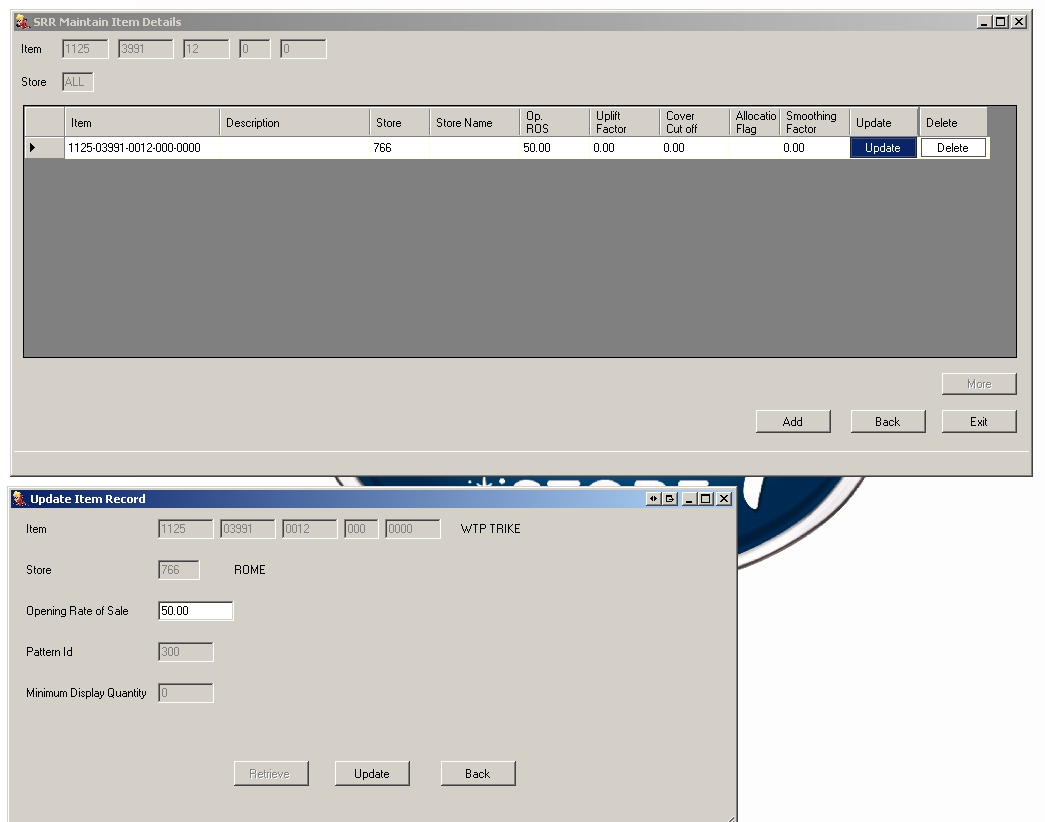 SRR Maintain Item Details
Item 1125 3991 12 0 0
Store ALL
Item Description Store Store Name Op. ROS Uplift Factor Cover Cut off Allocatio Flag Smoothing Factor Update Delete
1125-03991-0012-000-0000 766 50.00 0.00 0.00 0.00 Update Delete
More
Add Back Exit
STORE
Update Item Record
Item 1125 03991 0012 000 0000 WTP TRIKE
Store 766 ROME
Opening Rate of Sale 50.00
Pattern Id 300
Minimum Display Quantity 0
Retrieve Update Back